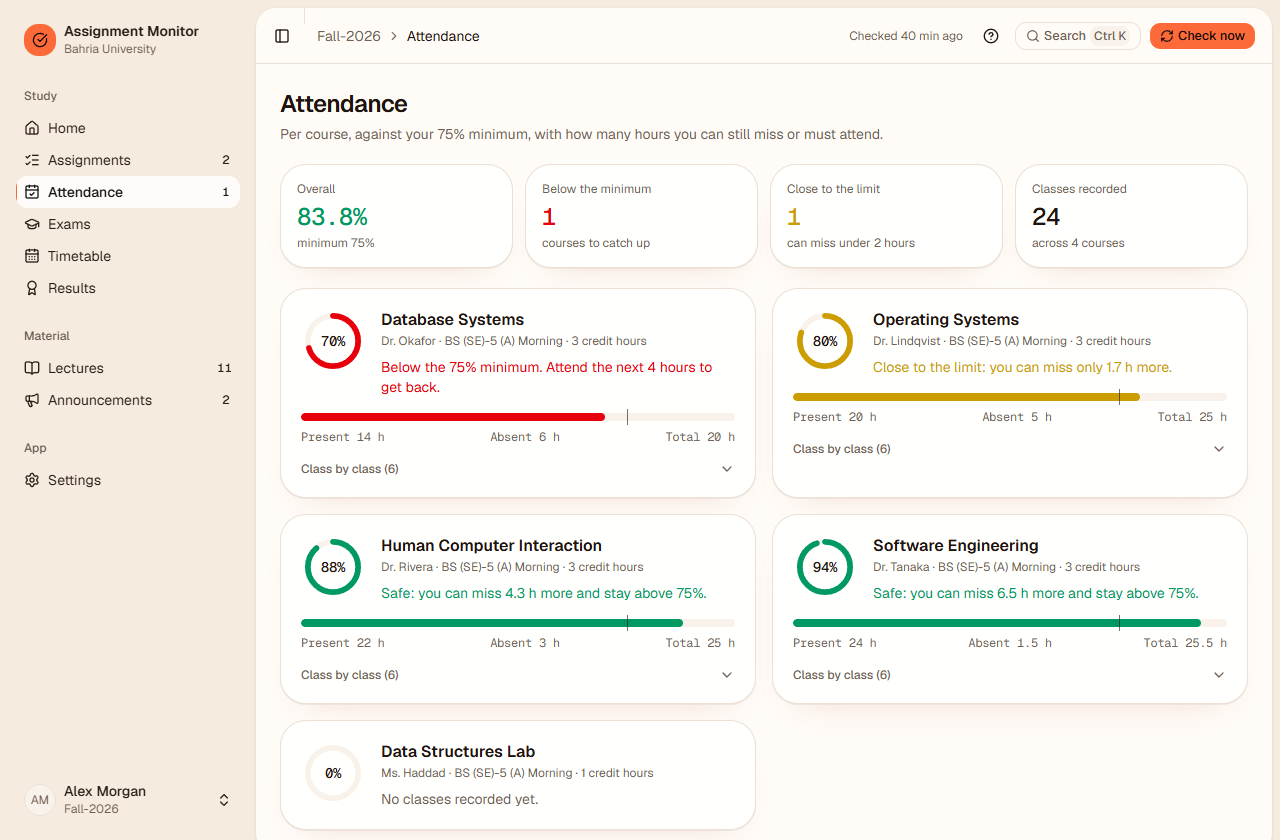 Assignment Monitor
Bahria University
Study
Home
Assignments 2
Attendance 1
Exams
Timetable
Results
Material
Lectures 11
Announcements 2
App
Settings
AM
Alex Morgan
Fall-2026
Fall-2026 > Attendance
Checked 40 min ago
Search Ctrl K
Check now
Attendance
Per course, against your 75% minimum, with how many hours you can still miss or must attend.
Overall
83.8%
minimum 75%
Below the minimum
1
courses to catch up
Close to the limit
1
can miss under 2 hours
Classes recorded
24
across 4 courses
70%
Database Systems
Dr. Okafor · BS (SE)-5 (A) Morning · 3 credit hours
Below the 75% minimum. Attend the next 4 hours to
get back.
Present 14 h Absent 6 h Total 20 h
Class by class (6)
80%
Operating Systems
Dr. Lindqvist · BS (SE)-5 (A) Morning · 3 credit hours
Close to the limit: you can miss only 1.7 h more.
Present 20 h Absent 5 h Total 25 h
Class by class (6)
88%
Human Computer Interaction
Dr. Rivera · BS (SE)-5 (A) Morning · 3 credit hours
Safe: you can miss 4.3 h more and stay above 75%.
Present 22 h Absent 3 h Total 25 h
Class by class (6)
94%
Software Engineering
Dr. Tanaka · BS (SE)-5 (A) Morning · 3 credit hours
Safe: you can miss 6.5 h more and stay above 75%.
Present 24 h Absent 1.5 h Total 25.5 h
Class by class (6)
0%
Data Structures Lab
Ms. Haddad · BS (SE)-5 (A) Morning · 1 credit hours
No classes recorded yet.